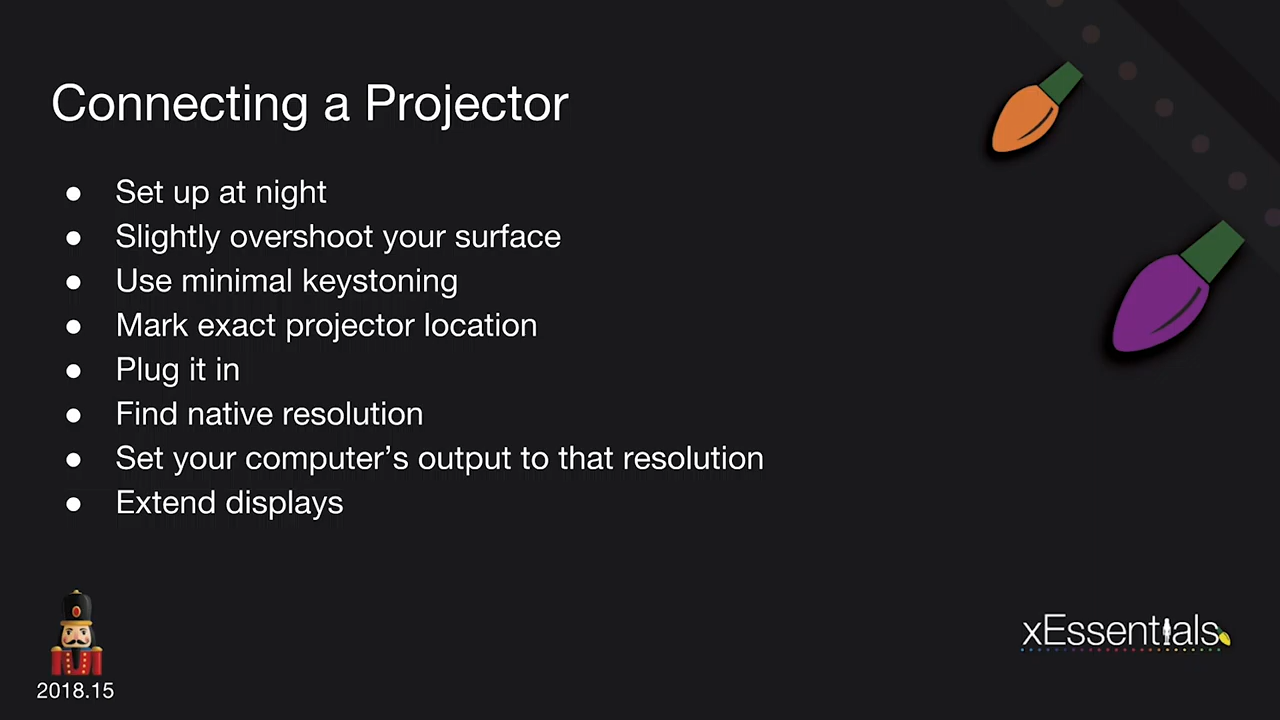 Connecting a Projector
● Set up at night
● Slightly overshoot your surface
● Use minimal keystoning
● Mark exact projector location
● Plug it in
● Find native resolution
● Set your computer’s output to that resolution
● Extend displays
2018.15
xEssentials